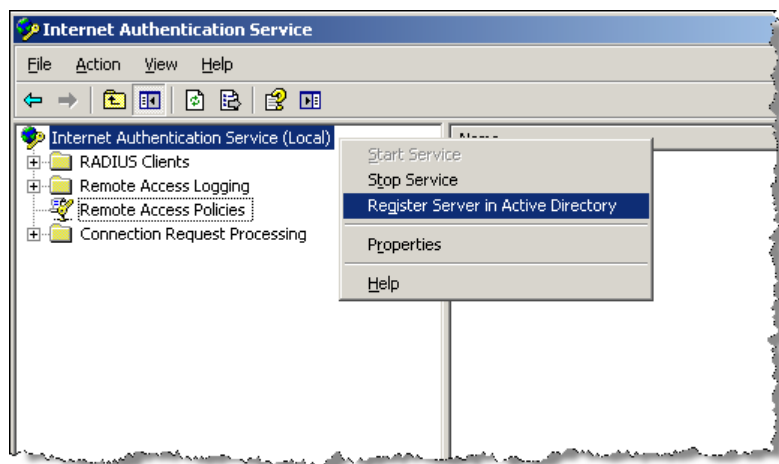 Internet Authentication Service
File Action View Help
Internet Authentication Service (Local)
RADIUS Clients
Remote Access Logging
Remote Access Policies
Connection Request Processing
Name
Start Service
Stop Service
Register Server in Active Directory
Properties
Help